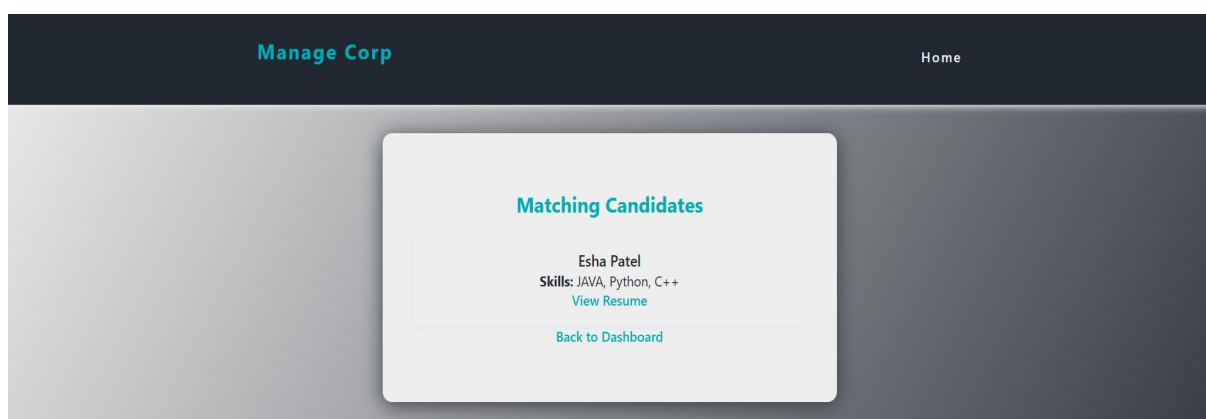 Manage Corp
Home
Matching Candidates
Esha Patel
Skills: JAVA, Python, C++
View Resume
Back to Dashboard